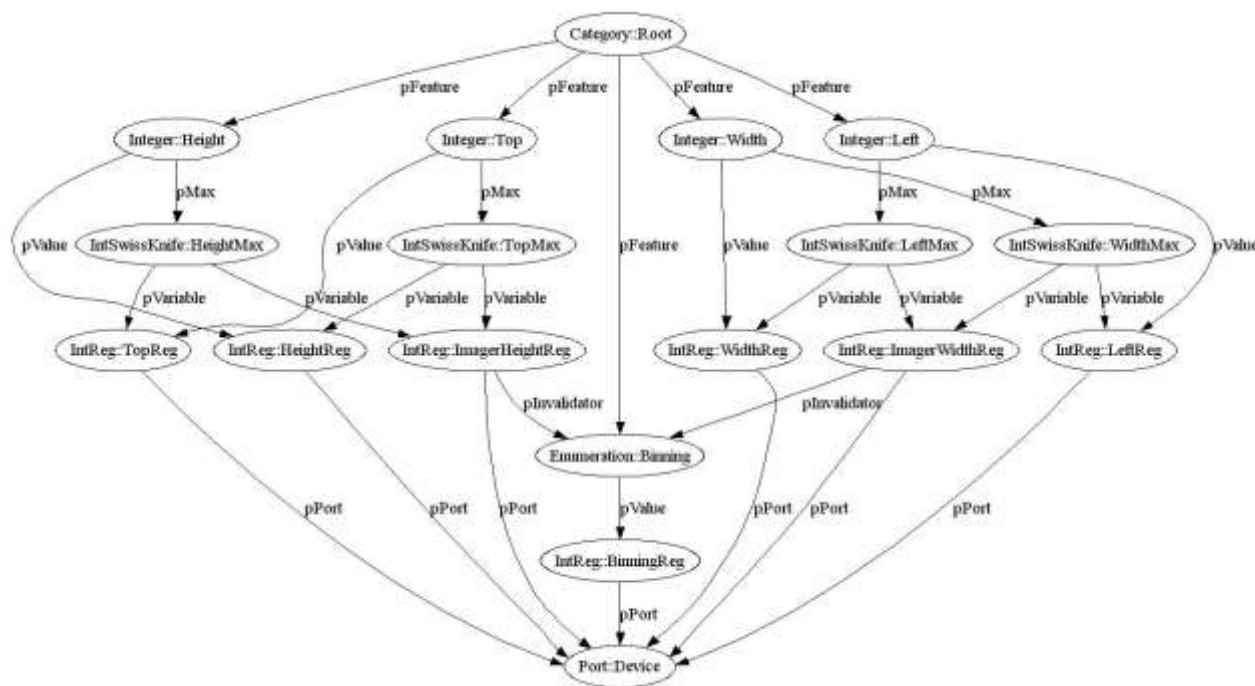 Category::Root
pFeature pFeature pFeature pFeature
Integer::Height Integer::Top Integer::Width Integer::Left
pMax pMax pMax pMax
pValue IntSwissKnife::HeightMax pValue IntSwissKnife::TopMax pFeature pValue IntSwissKnife::LeftMax IntSwissKnife::WidthMax pValue
pVariable pVariable pVariable pVariable pVariable pVariable pVariable pVariable
IntReg::TopReg IntReg::HeightReg IntReg::ImagerHeightReg IntReg::WidthReg IntReg::ImagerWidthReg IntReg::LeftReg
pInvalidator pInvalidator
Enumeration::Binning
pPort pPort pPort pValue pPort pPort pPort
IntReg::BinningReg
pPort
Port::Device